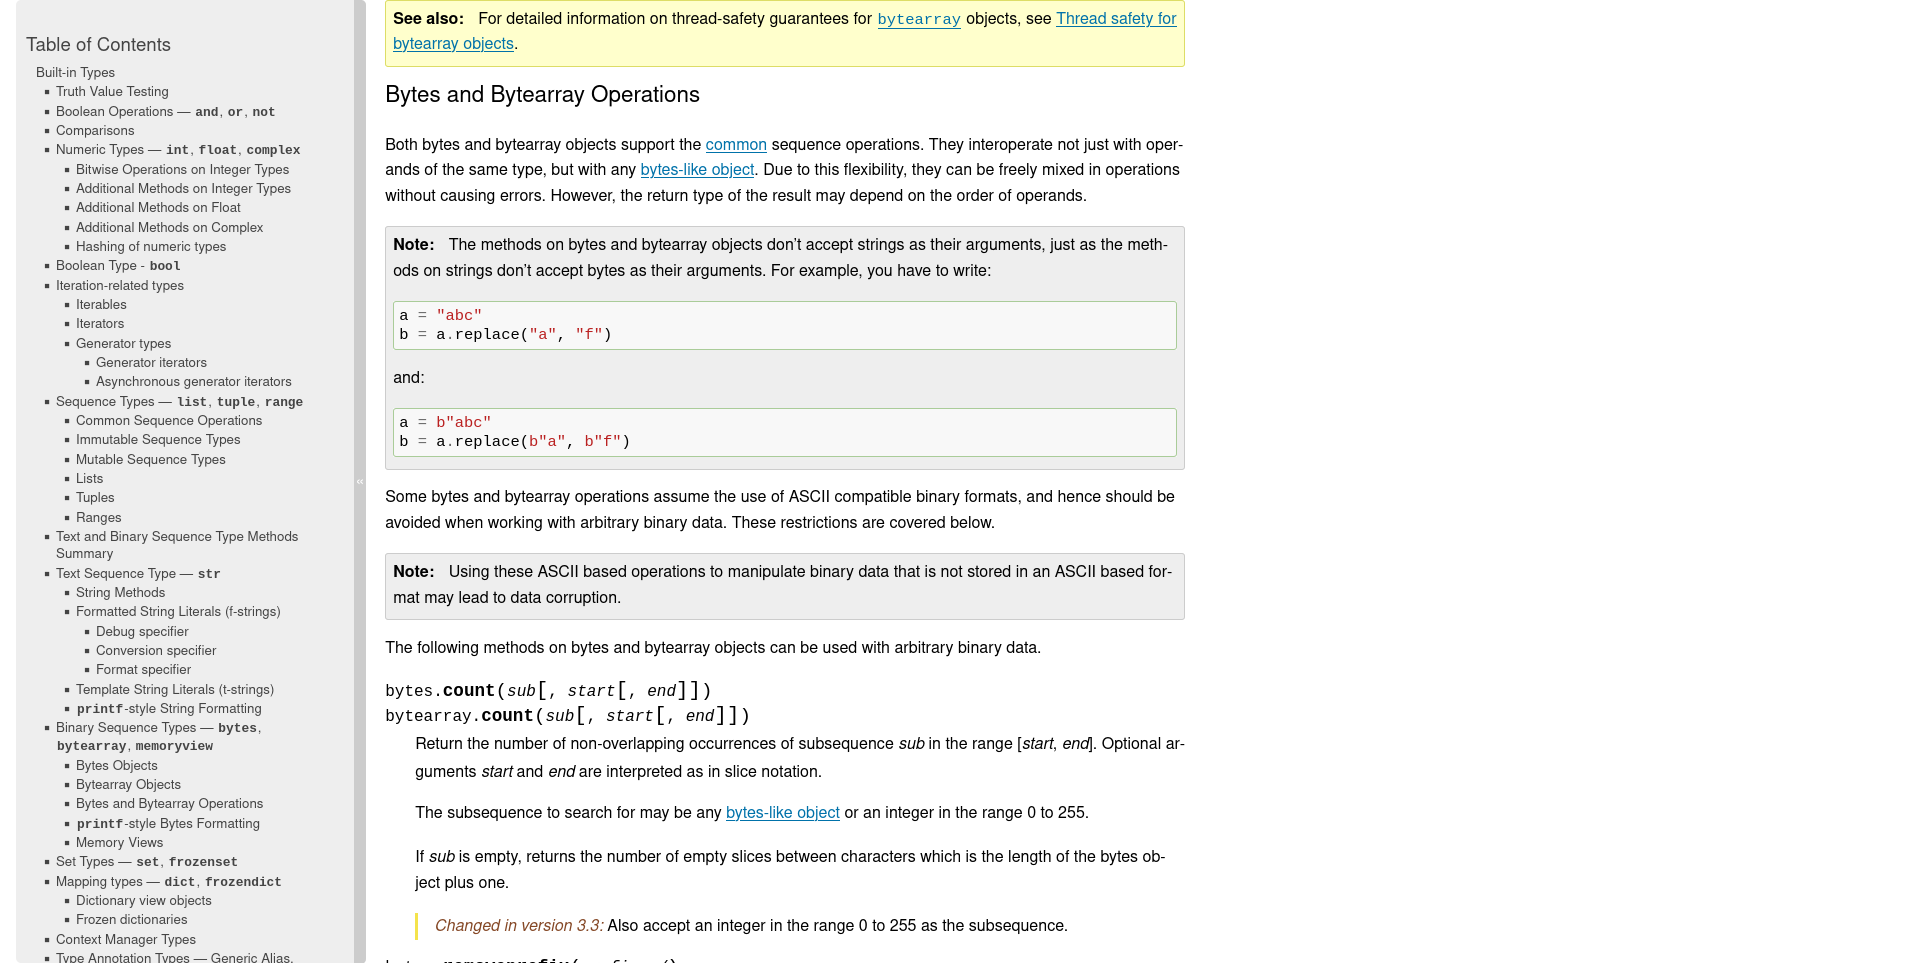 Table of Contents
Built-in Types
Truth Value Testing
Boolean Operations — and, or, not
Comparisons
Numeric Types — int, float, complex
Bitwise Operations on Integer Types
Additional Methods on Integer Types
Additional Methods on Float
Additional Methods on Complex
Hashing of numeric types
Boolean Type - bool
Iteration-related types
Iterables
Iterators
Generator types
Generator iterators
Asynchronous generator iterators
Sequence Types — list, tuple, range
Common Sequence Operations
Immutable Sequence Types
Mutable Sequence Types
Lists
Tuples
Ranges
Text and Binary Sequence Type Methods
Summary
Text Sequence Type — str
String Methods
Formatted String Literals (f-strings)
Debug specifier
Conversion specifier
Format specifier
Template String Literals (t-strings)
printf-style String Formatting
Binary Sequence Types — bytes,
bytearray, memoryview
Bytes Objects
Bytearray Objects
Bytes and Bytearray Operations
printf-style Bytes Formatting
Memory Views
Set Types — set, frozenset
Mapping types — dict, frozendict
Dictionary view objects
Frozen dictionaries
Context Manager Types
Type Annotation Types — Generic Alias,
«
See also: For detailed information on thread-safety guarantees for bytearray objects, see Thread safety for
bytearray objects.
Bytes and Bytearray Operations
Both bytes and bytearray objects support the common sequence operations. They interoperate not just with oper-
ands of the same type, but with any bytes-like object. Due to this flexibility, they can be freely mixed in operations
without causing errors. However, the return type of the result may depend on the order of operands.
Note: The methods on bytes and bytearray objects don’t accept strings as their arguments, just as the meth-
ods on strings don’t accept bytes as their arguments. For example, you have to write:
a = "abc"
b = a.replace("a", "f")
and:
a = b"abc"
b = a.replace(b"a", b"f")
Some bytes and bytearray operations assume the use of ASCII compatible binary formats, and hence should be
avoided when working with arbitrary binary data. These restrictions are covered below.
Note: Using these ASCII based operations to manipulate binary data that is not stored in an ASCII based for-
mat may lead to data corruption.
The following methods on bytes and bytearray objects can be used with arbitrary binary data.
bytes.count(sub[, start[, end]])
bytearray.count(sub[, start[, end]])
Return the number of non-overlapping occurrences of subsequence sub in the range [start, end]. Optional ar-
guments start and end are interpreted as in slice notation.
The subsequence to search for may be any bytes-like object or an integer in the range 0 to 255.
If sub is empty, returns the number of empty slices between characters which is the length of the bytes ob-
ject plus one.
Changed in version 3.3: Also accept an integer in the range 0 to 255 as the subsequence.